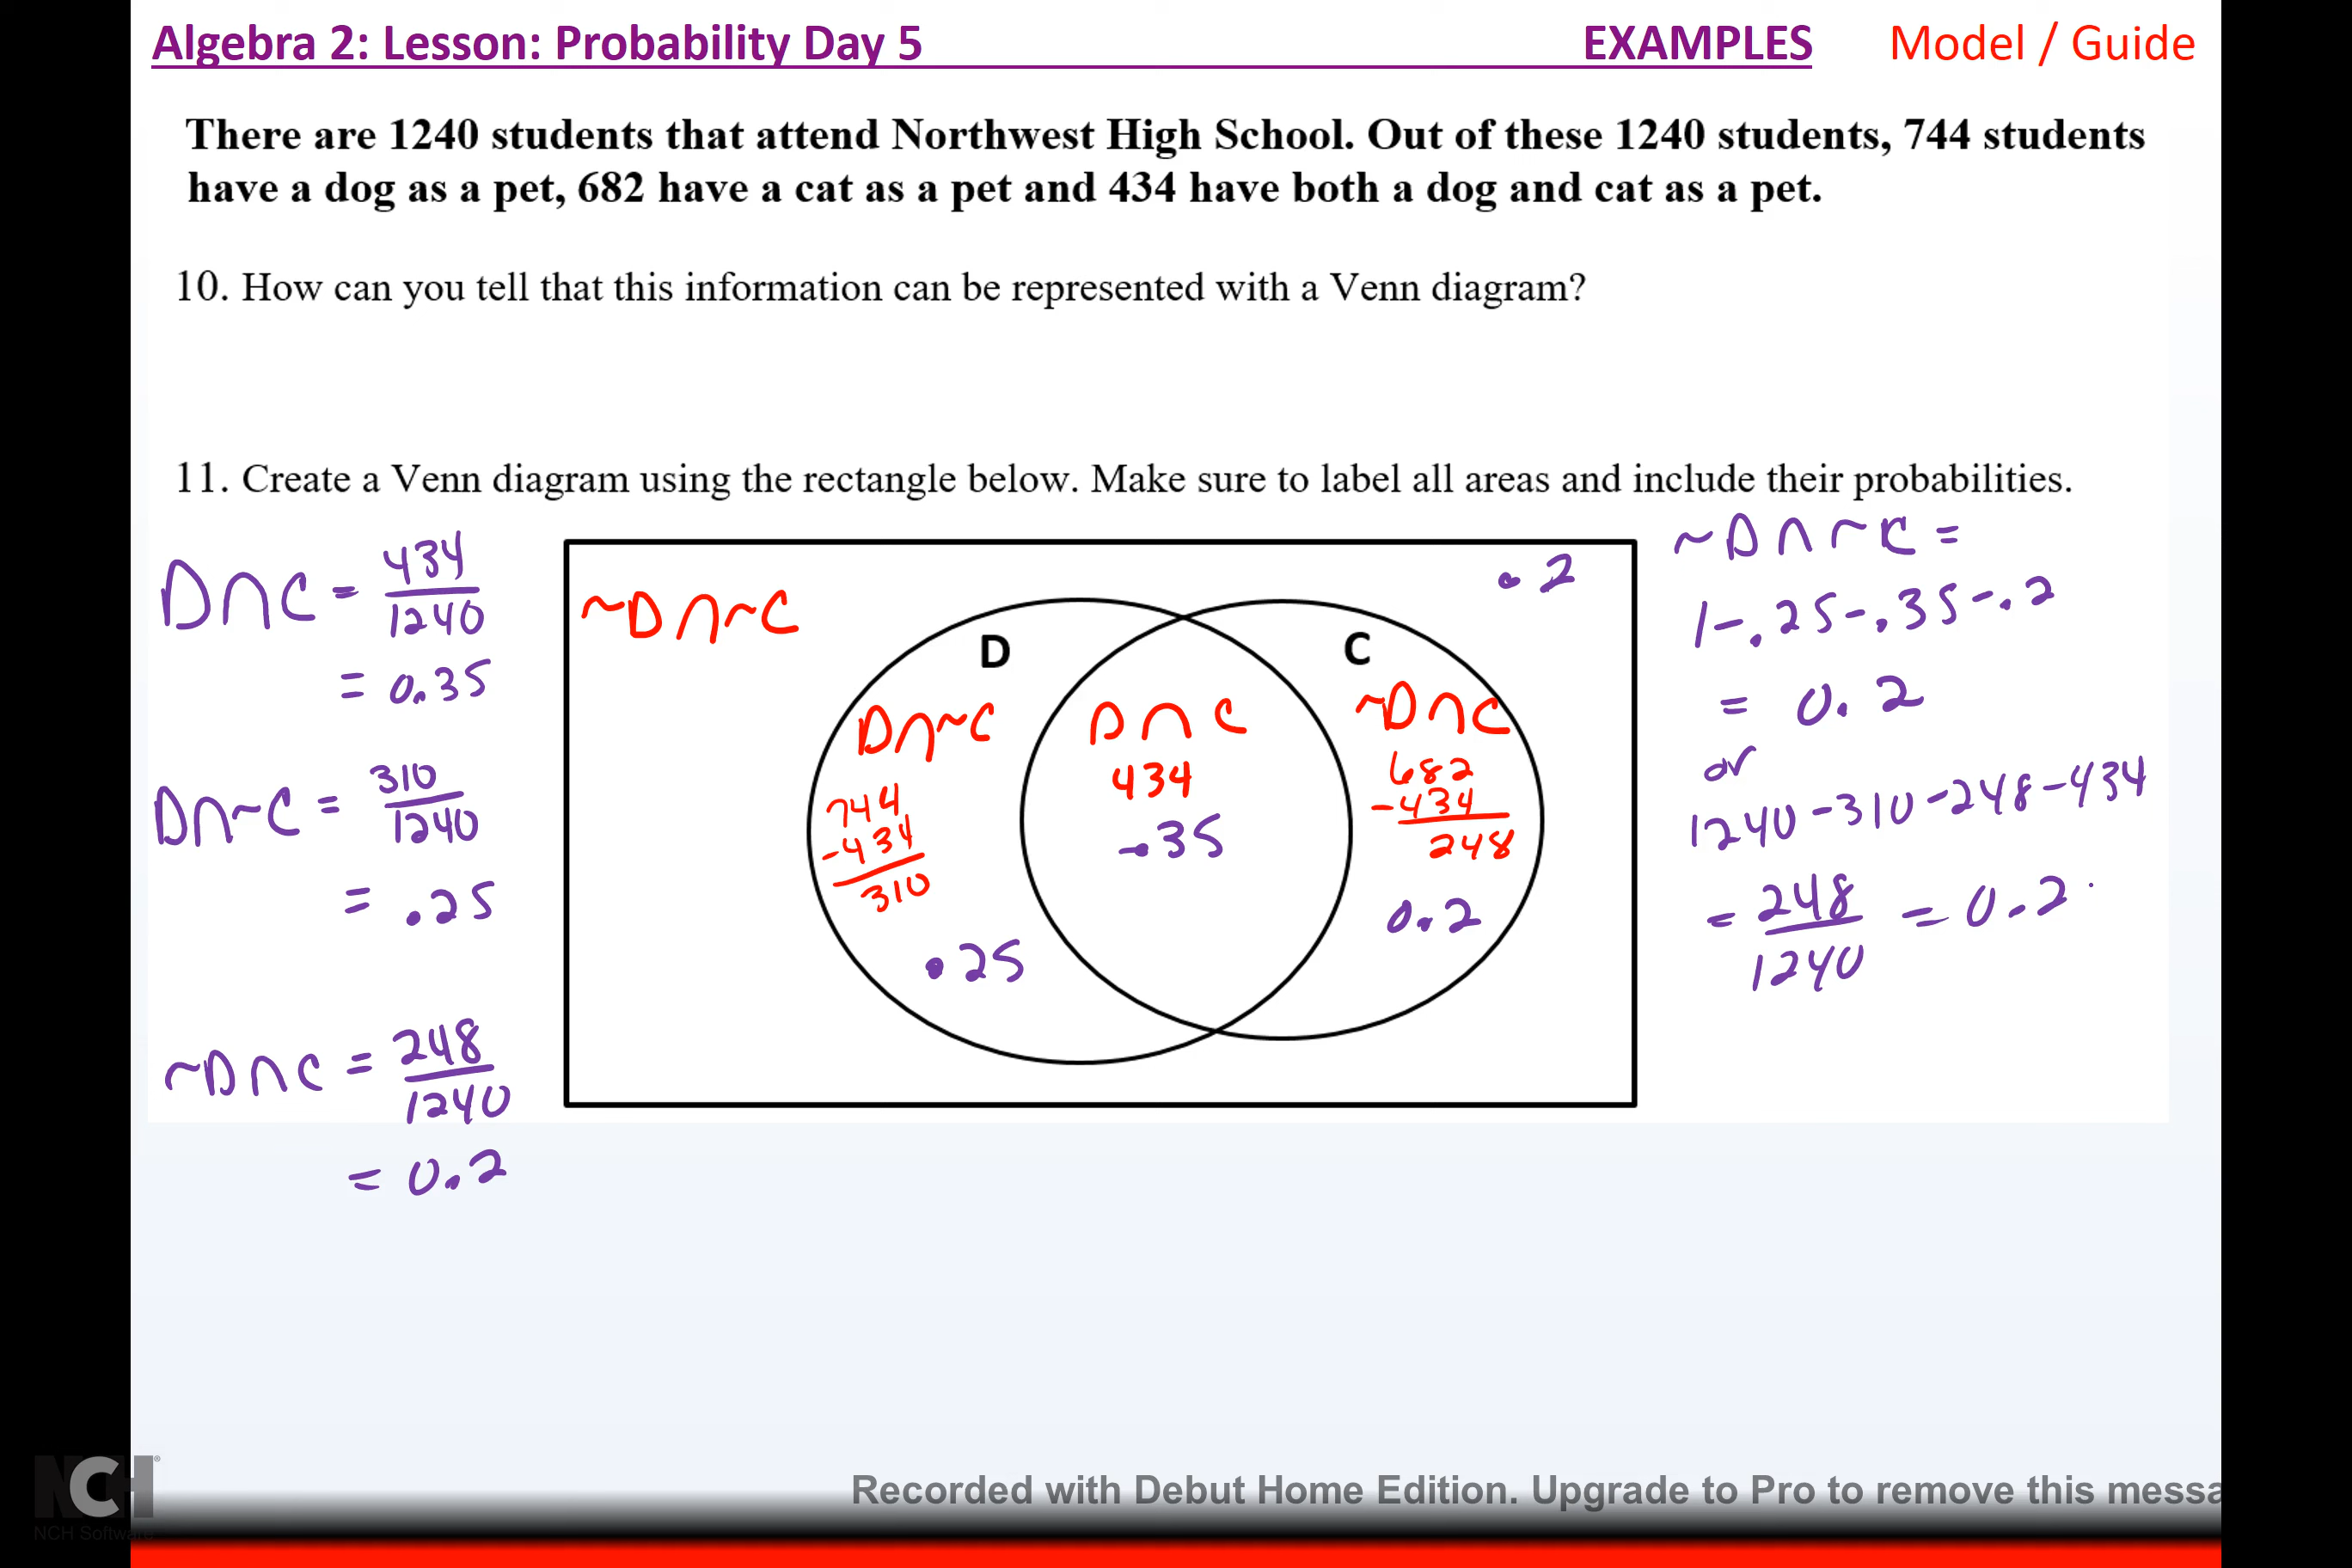 Algebra 2: Lesson: Probability Day 5 EXAMPLES Model / Guide
There are 1240 students that attend Northwest High School. Out of these 1240 students, 744 students
have a dog as a pet, 682 have a cat as a pet and 434 have both a dog and cat as a pet.
10. How can you tell that this information can be represented with a Venn diagram?
11. Create a Venn diagram using the rectangle below. Make sure to label all areas and include their probabilities.
D∩C = 434/1240
= 0.35
D∩~C = 310/1240
= .25
~D∩C = 248/1240
= 0.2
~D∩~C
.2
D
C
D∩~C
744
-434
310
.25
D∩C
434
.35
~D∩C
682
-434
248
0.2
~D∩~C =
1-.25-.35-.2
= 0.2
or
1240-310-248-434
= 248/1240 = 0.2
NCH®
NCH Software
Recorded with Debut Home Edition. Upgrade to Pro to remove this messa